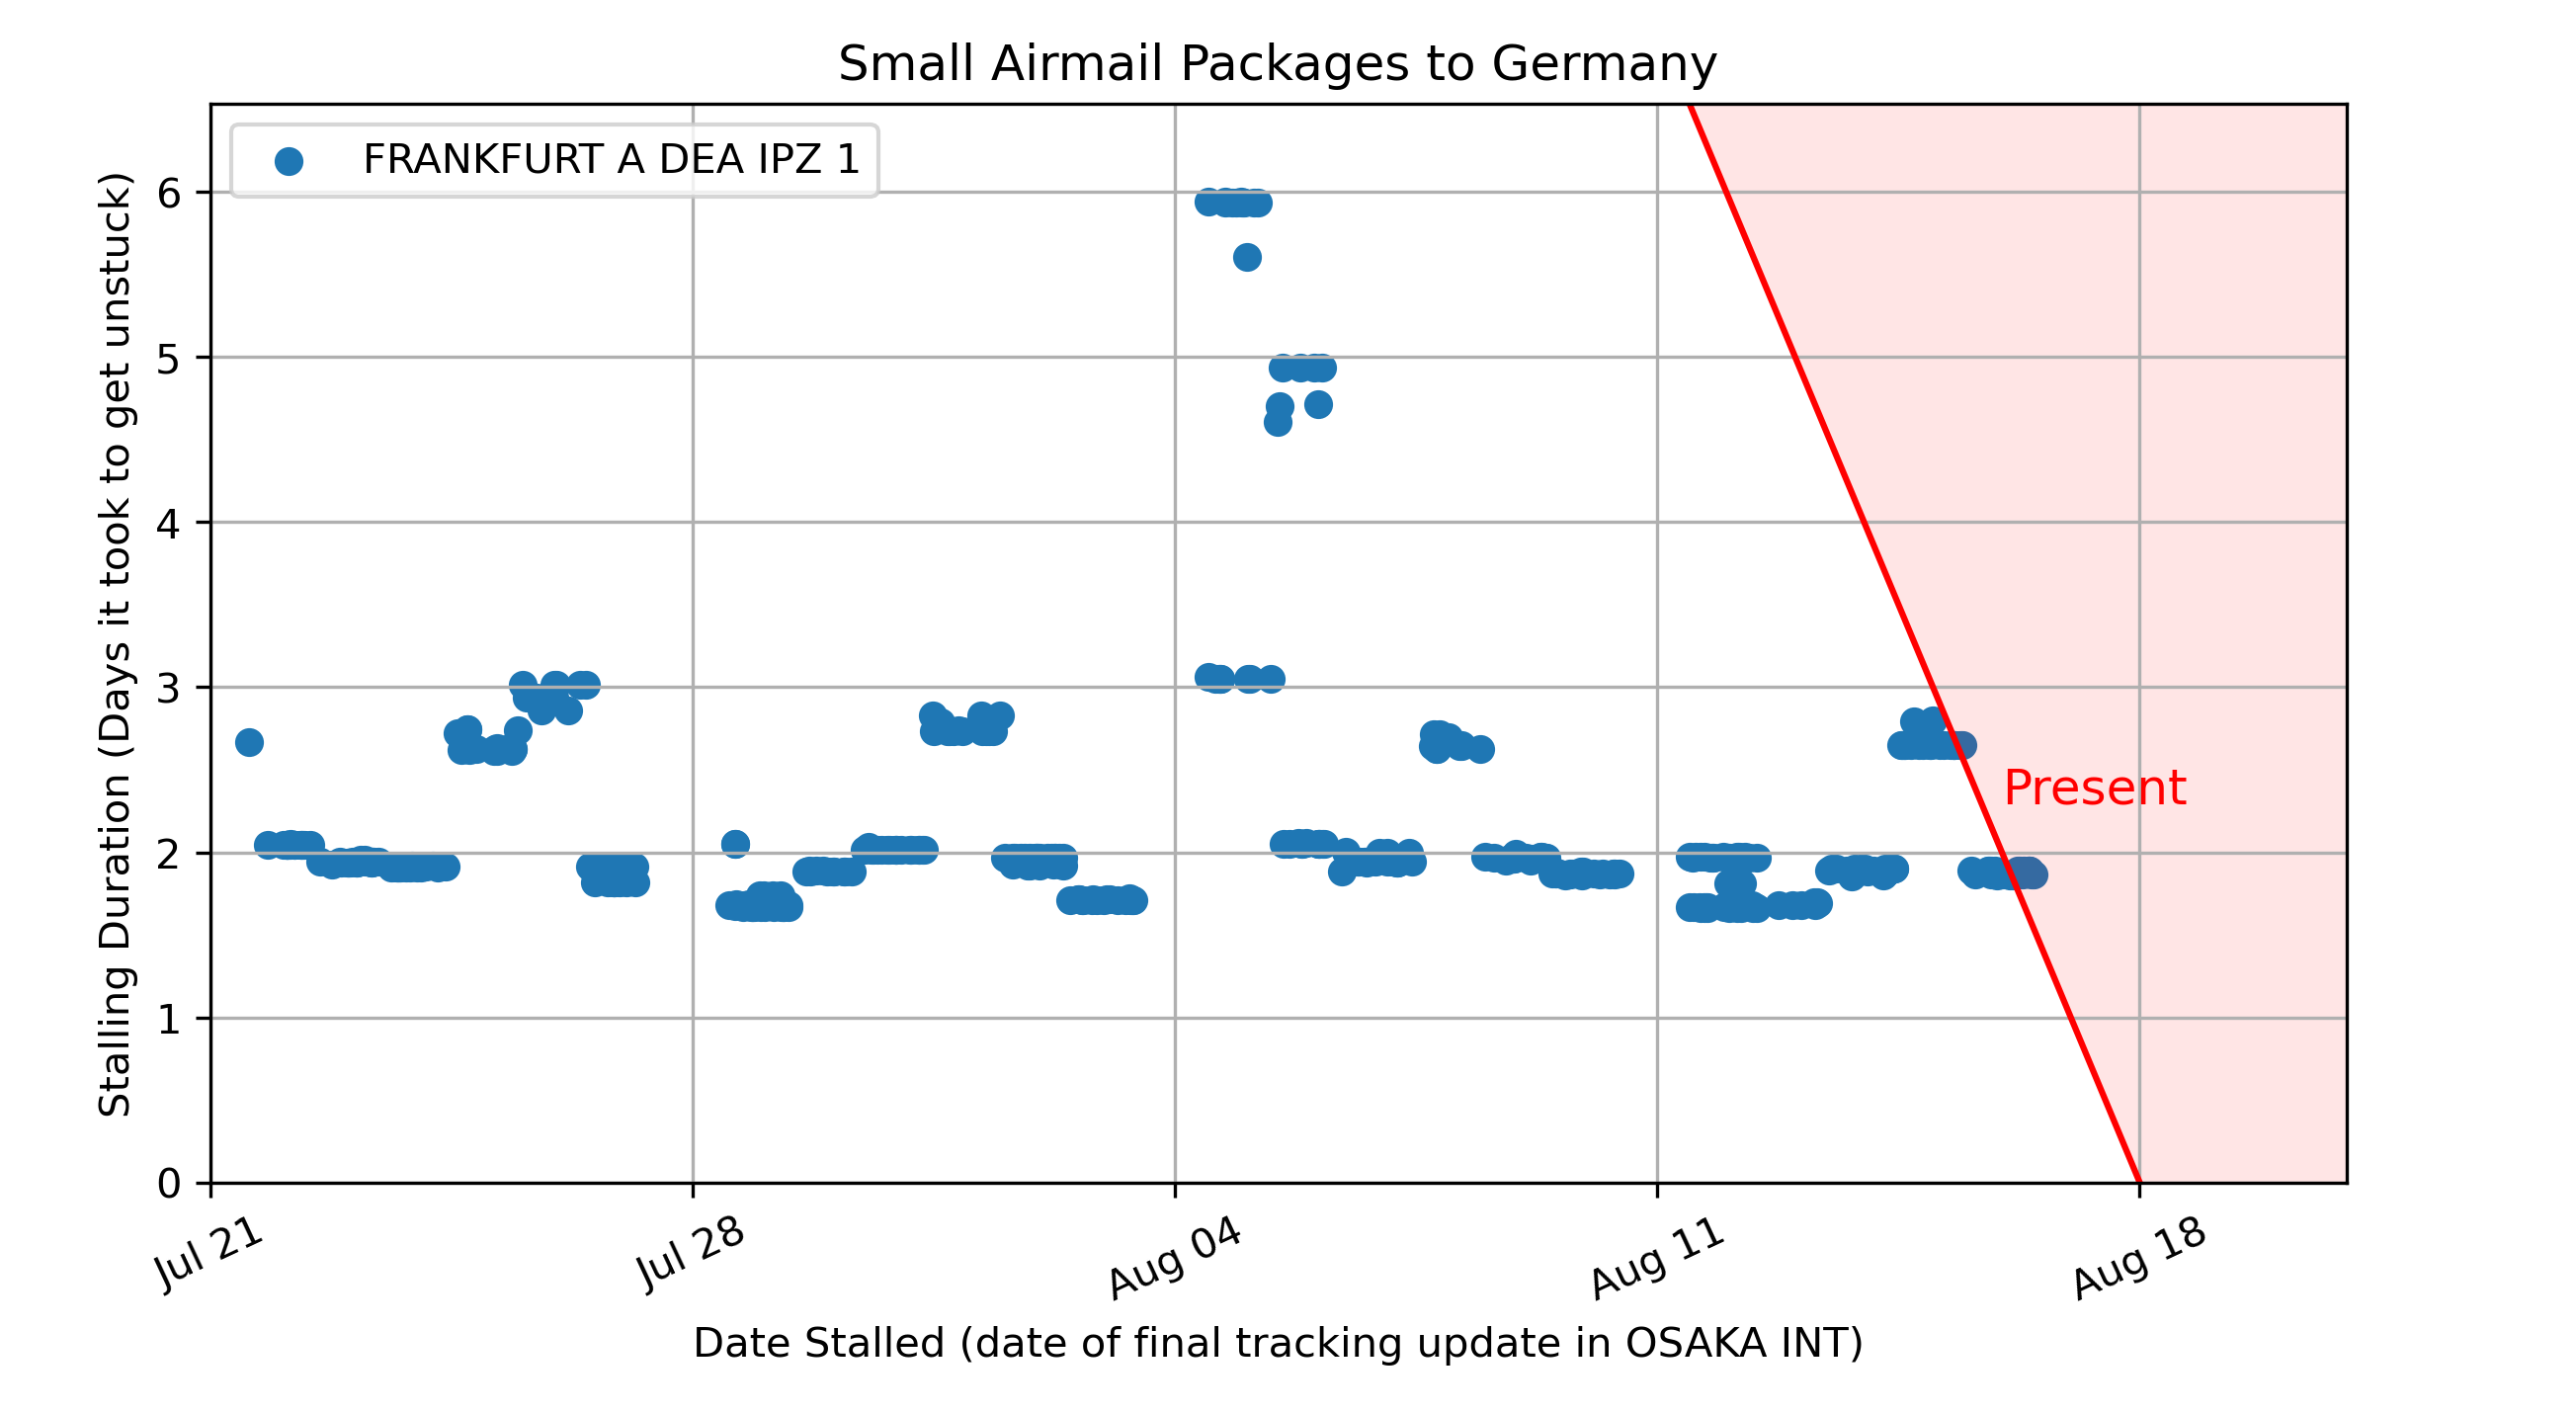 Small Airmail Packages to Germany
FRANKFURT A DEA IPZ 1
Stalling Duration (Days it took to get unstuck)
6
5
4
3
2
1
0
Present
Jul 21
Jul 28
Aug 04
Aug 11
Aug 18
Date Stalled (date of final tracking update in OSAKA INT)